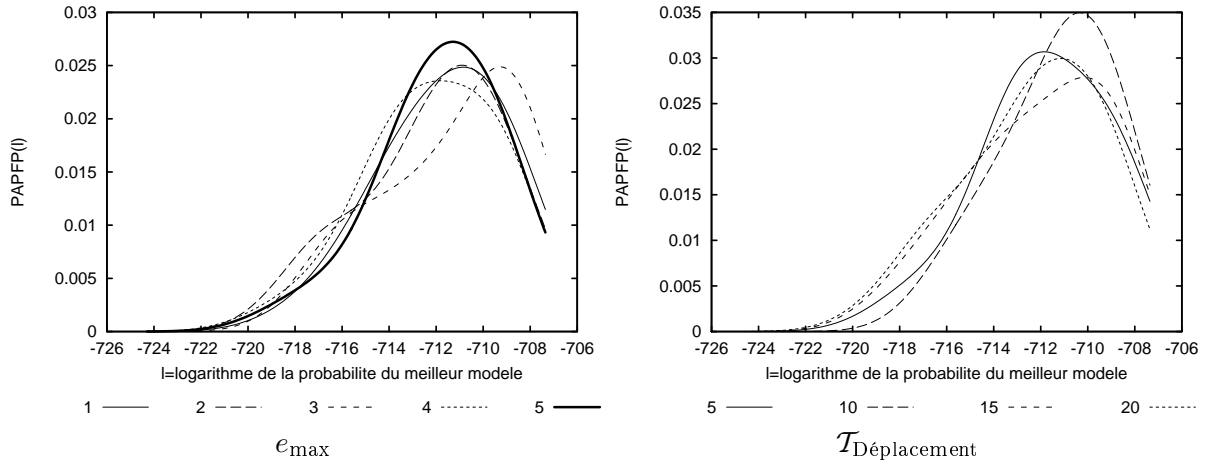 PAPFP(l)
0.03
0.025
0.02
0.015
0.01
0.005
0
-726 -724 -722 -720 -718 -716 -714 -712 -710 -708 -706
l=logarithme de la probabilite du meilleur modele
1 2 3 4 5
e_max
PAPFP(l)
0.035
0.03
0.025
0.02
0.015
0.01
0.005
0
-726 -724 -722 -720 -718 -716 -714 -712 -710 -708 -706
l=logarithme de la probabilite du meilleur modele
5 10 15 20
𝒯_Déplacement